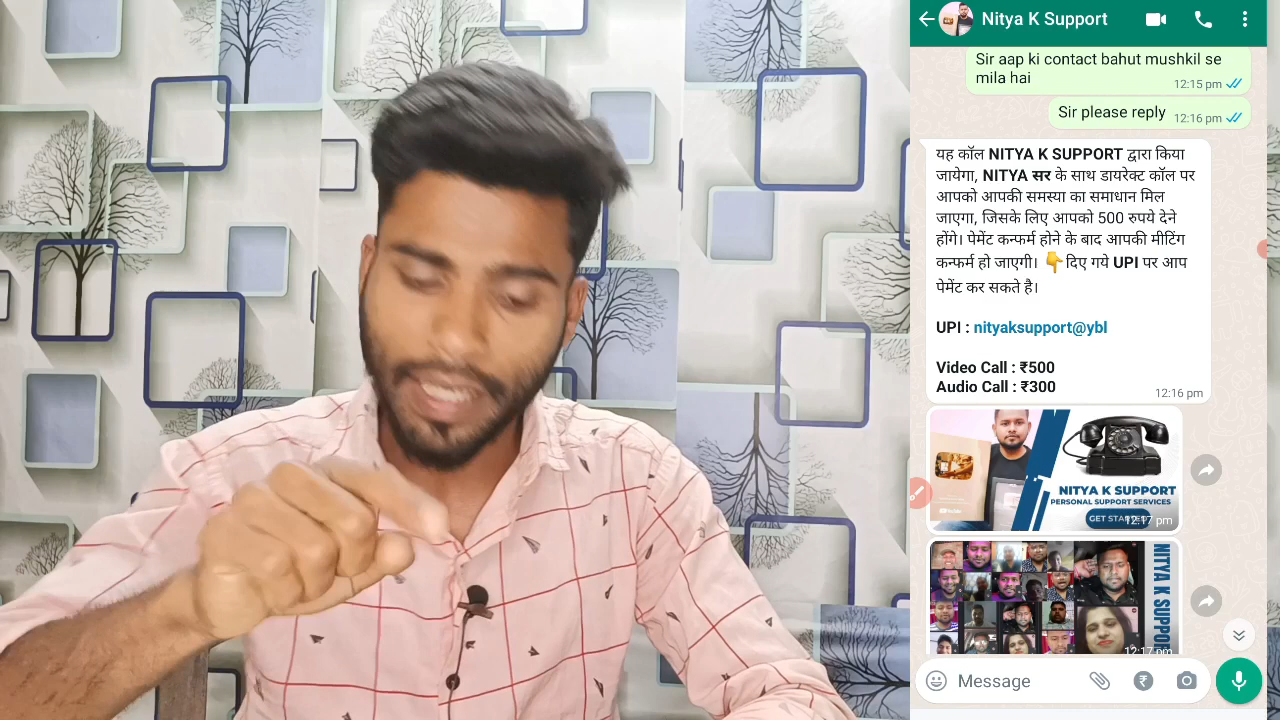 Nitya K Support
Sir aap ki contact bahut mushkil se
mila hai
12:15 pm
Sir please reply
12:16 pm
यह कॉल NITYA K SUPPORT द्वारा किया
जायेगा, NITYA सर के साथ डायरेक्ट कॉल पर
आपको आपकी समस्या का समाधान मिल
जाएगा, जिसके लिए आपको 500 रुपये देने
होंगे। पेमेंट कन्फर्म होने के बाद आपकी मीटिंग
कन्फर्म हो जाएगी। 👇दिए गये UPI पर आप
पेमेंट कर सकते है।
UPI : nityaksupport@ybl
Video Call : ₹500
Audio Call : ₹300
12:16 pm
NITYA K SUPPORT
PERSONAL SUPPORT SERVICES
GET STARTED
12:17 pm
NITYA K SUPPOR
12:17 pm
Message